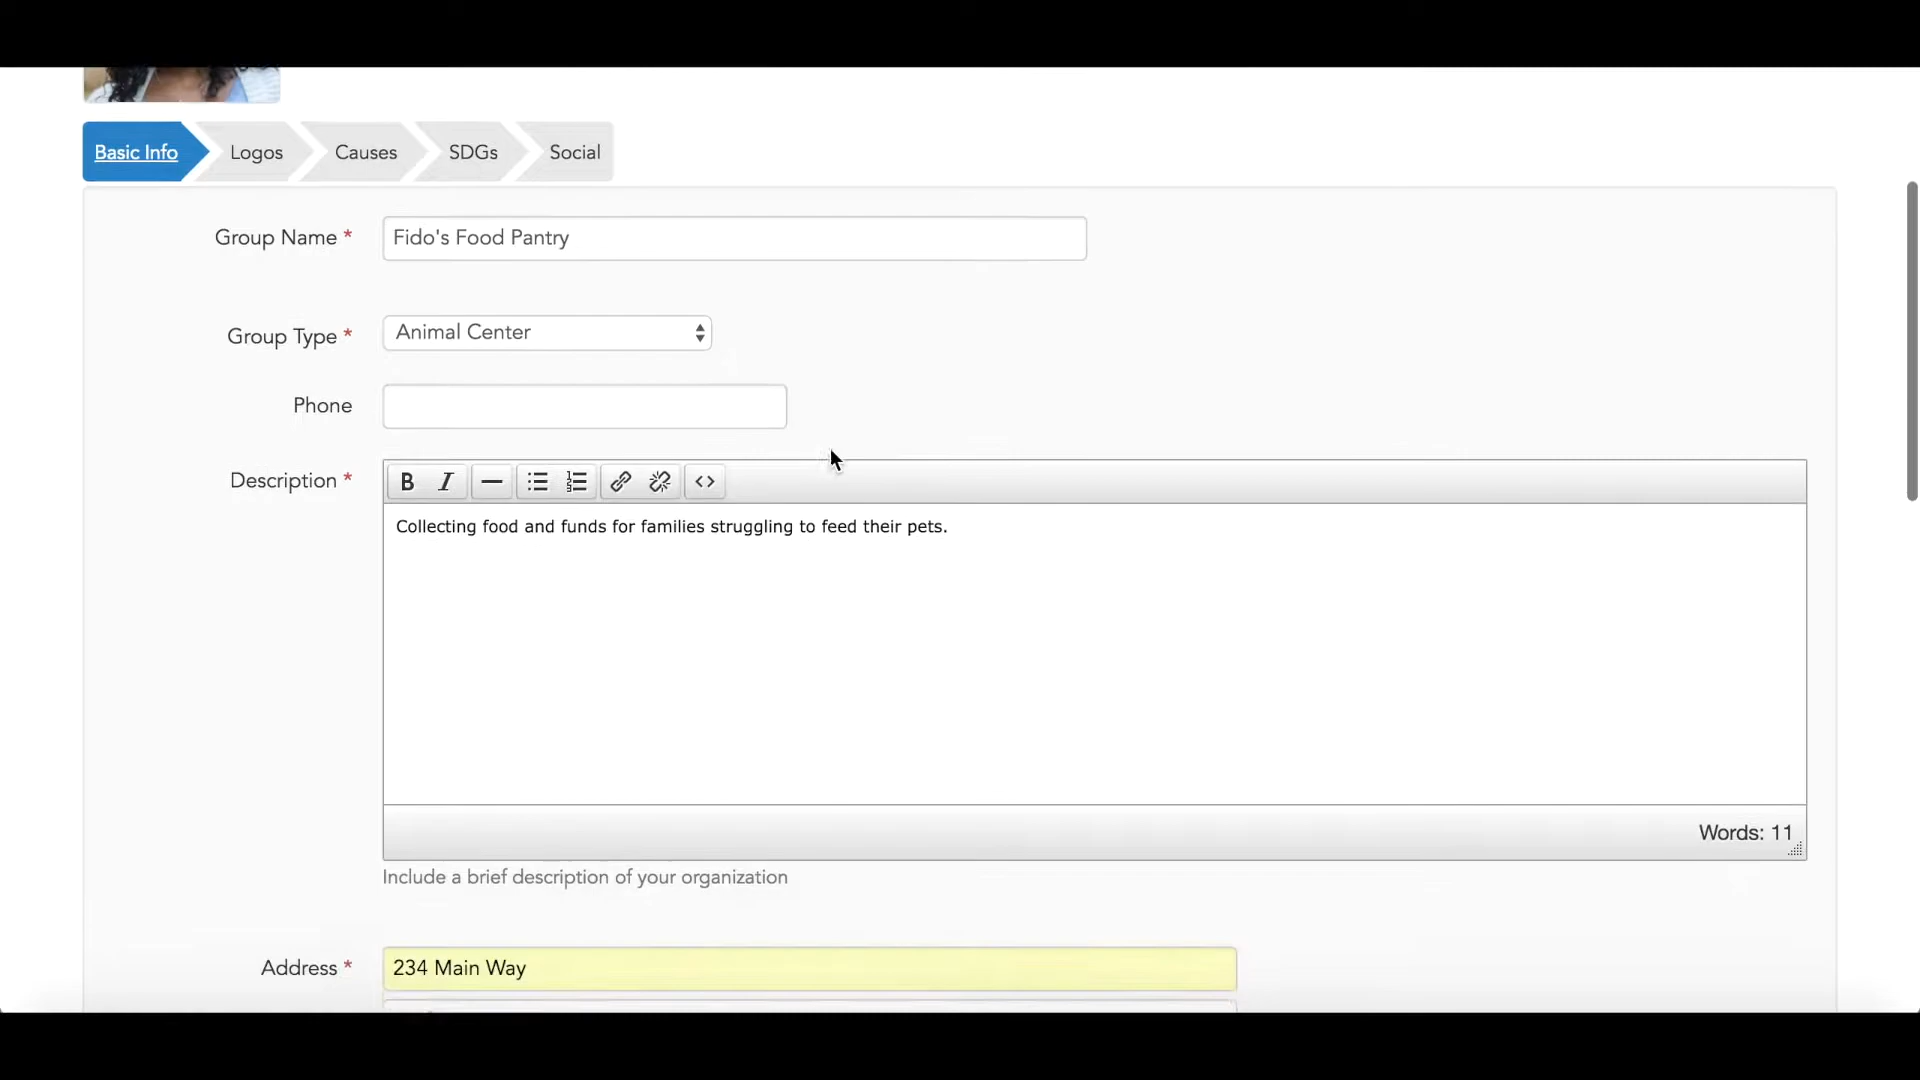 Basic Info Logos Causes SDGs Social
Group Name * Fido's Food Pantry
Group Type * Animal Center
Phone
Description * B I
Collecting food and funds for families struggling to feed their pets.
Words: 11
Include a brief description of your organization
Address * 234 Main Way